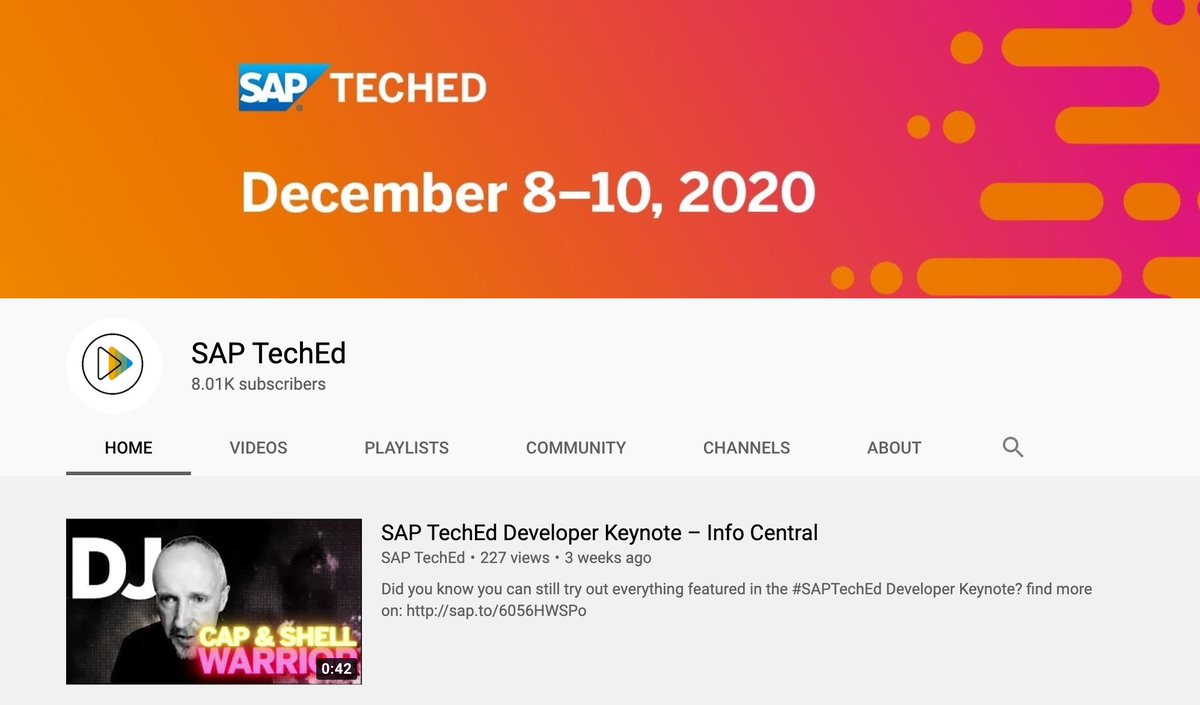 SAP® TECHED
December 8–10, 2020
SAP TechEd
8.01K subscribers
HOME VIDEOS PLAYLISTS COMMUNITY CHANNELS ABOUT
DJ
CAP & SHELL
WARRIOR
0:42
SAP TechEd Developer Keynote – Info Central
SAP TechEd • 227 views • 3 weeks ago
Did you know you can still try out everything featured in the #SAPTechEd Developer Keynote? find more
on: http://sap.to/6056HWSPo